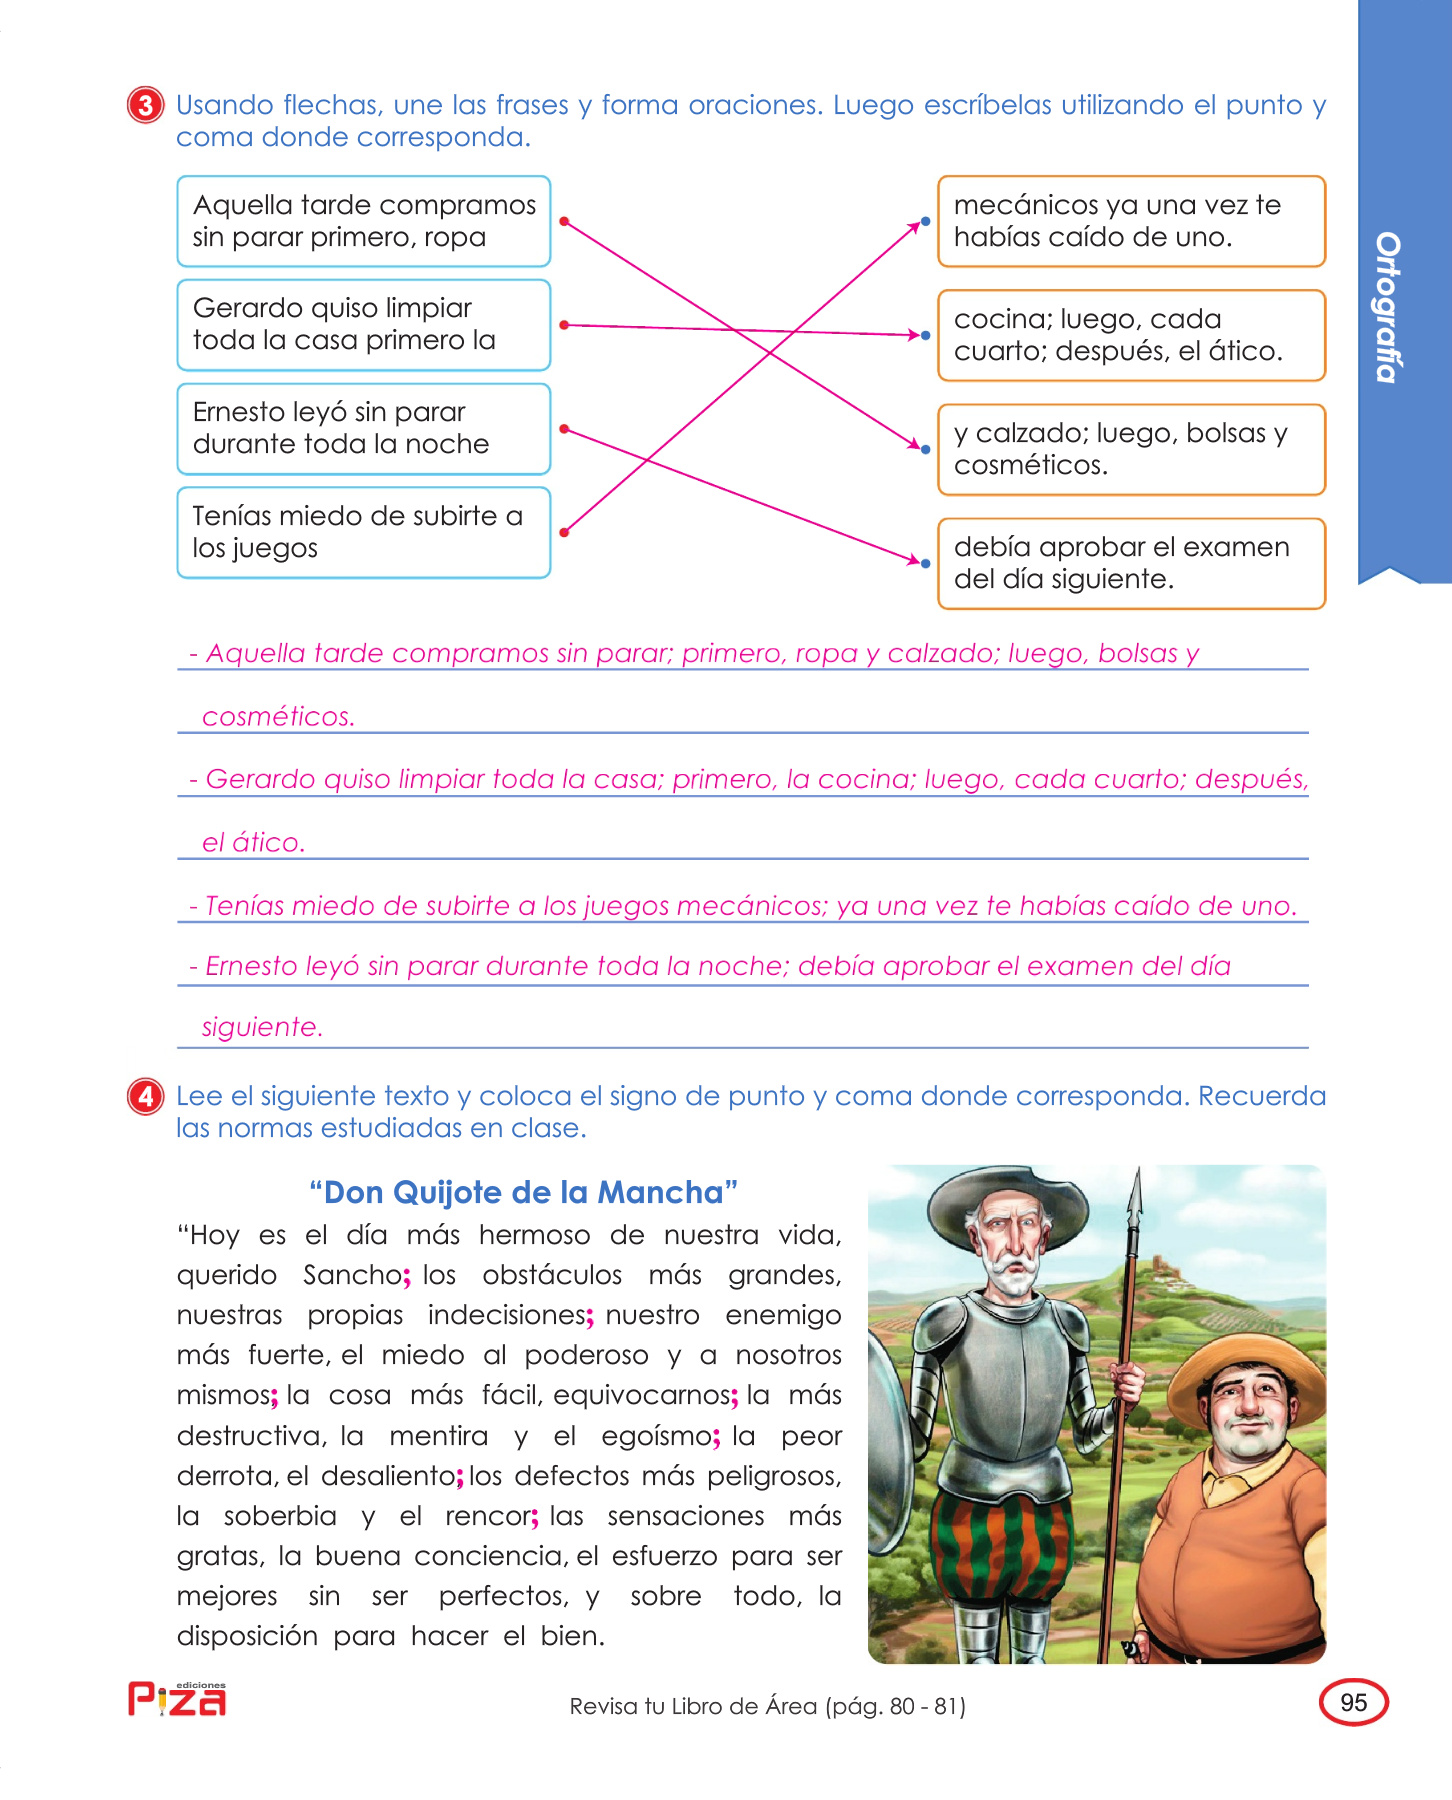 3 Usando flechas, une las frases y forma oraciones. Luego escríbelas utilizando el punto y
coma donde corresponda.
Aquella tarde compramos
sin parar primero, ropa
Gerardo quiso limpiar
toda la casa primero la
Ernesto leyó sin parar
durante toda la noche
Tenías miedo de subirte a
los juegos
mecánicos ya una vez te
habías caído de uno.
cocina; luego, cada
cuarto; después, el ático.
y calzado; luego, bolsas y
cosméticos.
debía aprobar el examen
del día siguiente.
Ortografía
- Aquella tarde compramos sin parar; primero, ropa y calzado; luego, bolsas y
cosméticos.
- Gerardo quiso limpiar toda la casa; primero, la cocina; luego, cada cuarto; después,
el ático.
- Tenías miedo de subirte a los juegos mecánicos; ya una vez te habías caído de uno.
- Ernesto leyó sin parar durante toda la noche; debía aprobar el examen del día
siguiente.
4 Lee el siguiente texto y coloca el signo de punto y coma donde corresponda. Recuerda
las normas estudiadas en clase.
“Don Quijote de la Mancha”
“Hoy es el día más hermoso de nuestra vida,
querido Sancho; los obstáculos más grandes,
nuestras propias indecisiones; nuestro enemigo
más fuerte, el miedo al poderoso y a nosotros
mismos; la cosa más fácil, equivocarnos; la más
destructiva, la mentira y el egoísmo; la peor
derrota, el desaliento; los defectos más peligrosos,
la soberbia y el rencor; las sensaciones más
gratas, la buena conciencia, el esfuerzo para ser
mejores sin ser perfectos, y sobre todo, la
disposición para hacer el bien.
ediciones
Piza
Revisa tu Libro de Área (pág. 80 - 81)
95